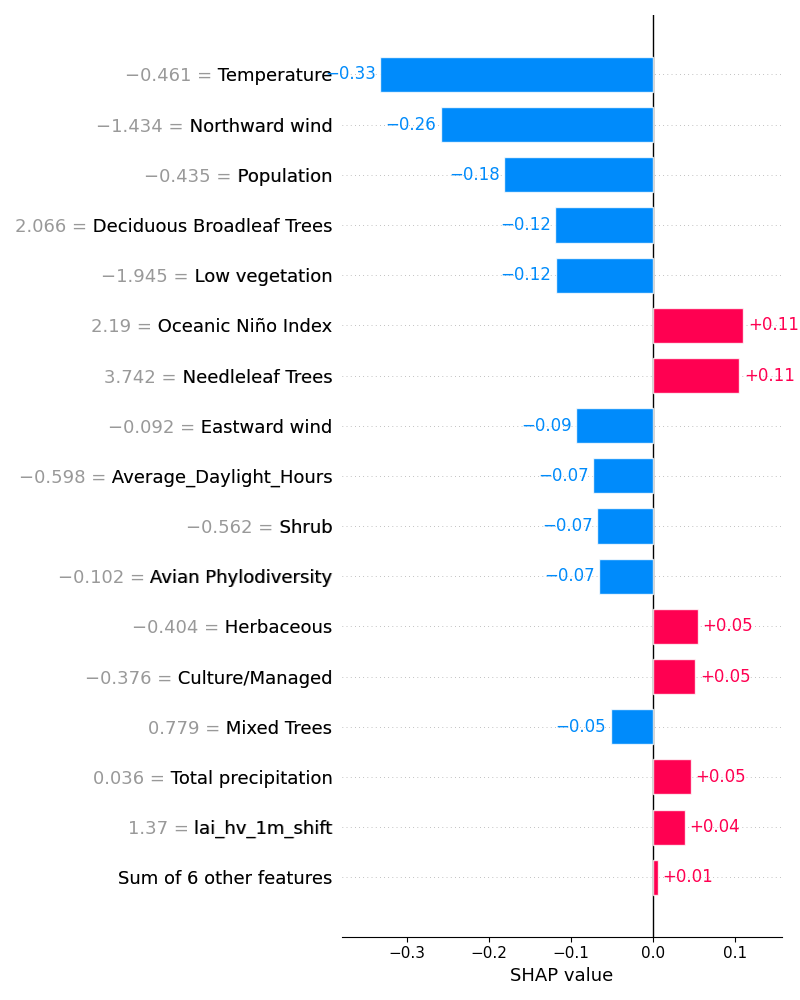 −0.461 = Temperature −0.33
−1.434 = Northward wind −0.26
−0.435 = Population −0.18
2.066 = Deciduous Broadleaf Trees −0.12
−1.945 = Low vegetation −0.12
2.19 = Oceanic Niño Index +0.11
3.742 = Needleleaf Trees +0.11
−0.092 = Eastward wind −0.09
−0.598 = Average_Daylight_Hours −0.07
−0.562 = Shrub −0.07
−0.102 = Avian Phylodiversity −0.07
−0.404 = Herbaceous +0.05
−0.376 = Culture/Managed +0.05
0.779 = Mixed Trees −0.05
0.036 = Total precipitation +0.05
1.37 = lai_hv_1m_shift +0.04
Sum of 6 other features +0.01
−0.3 −0.2 −0.1 0.0 0.1
SHAP value